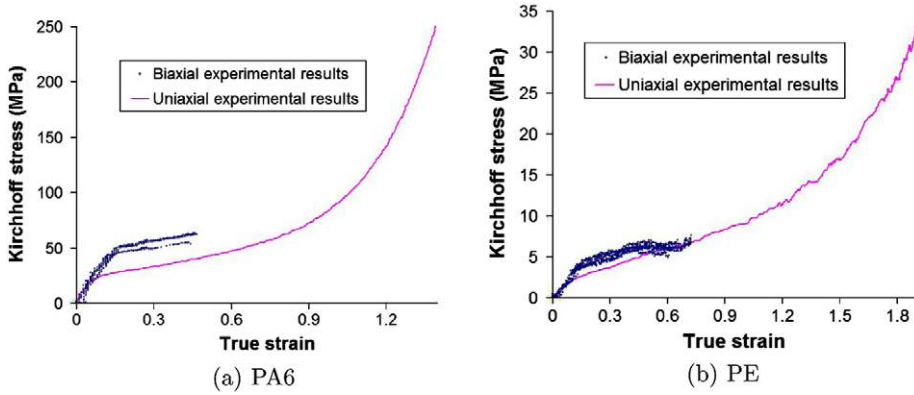 Kirchhoff stress (MPa)
250
200
150
100
50
0
Biaxial experimental results
Uniaxial experimental results
0 0.3 0.6 0.9 1.2
True strain
(a) PA6
Kirchhoff stress (MPa)
35
30
25
20
15
10
5
0
Biaxial experimental results
Uniaxial experimental results
0 0.3 0.6 0.9 1.2 1.5 1.8
True strain
(b) PE